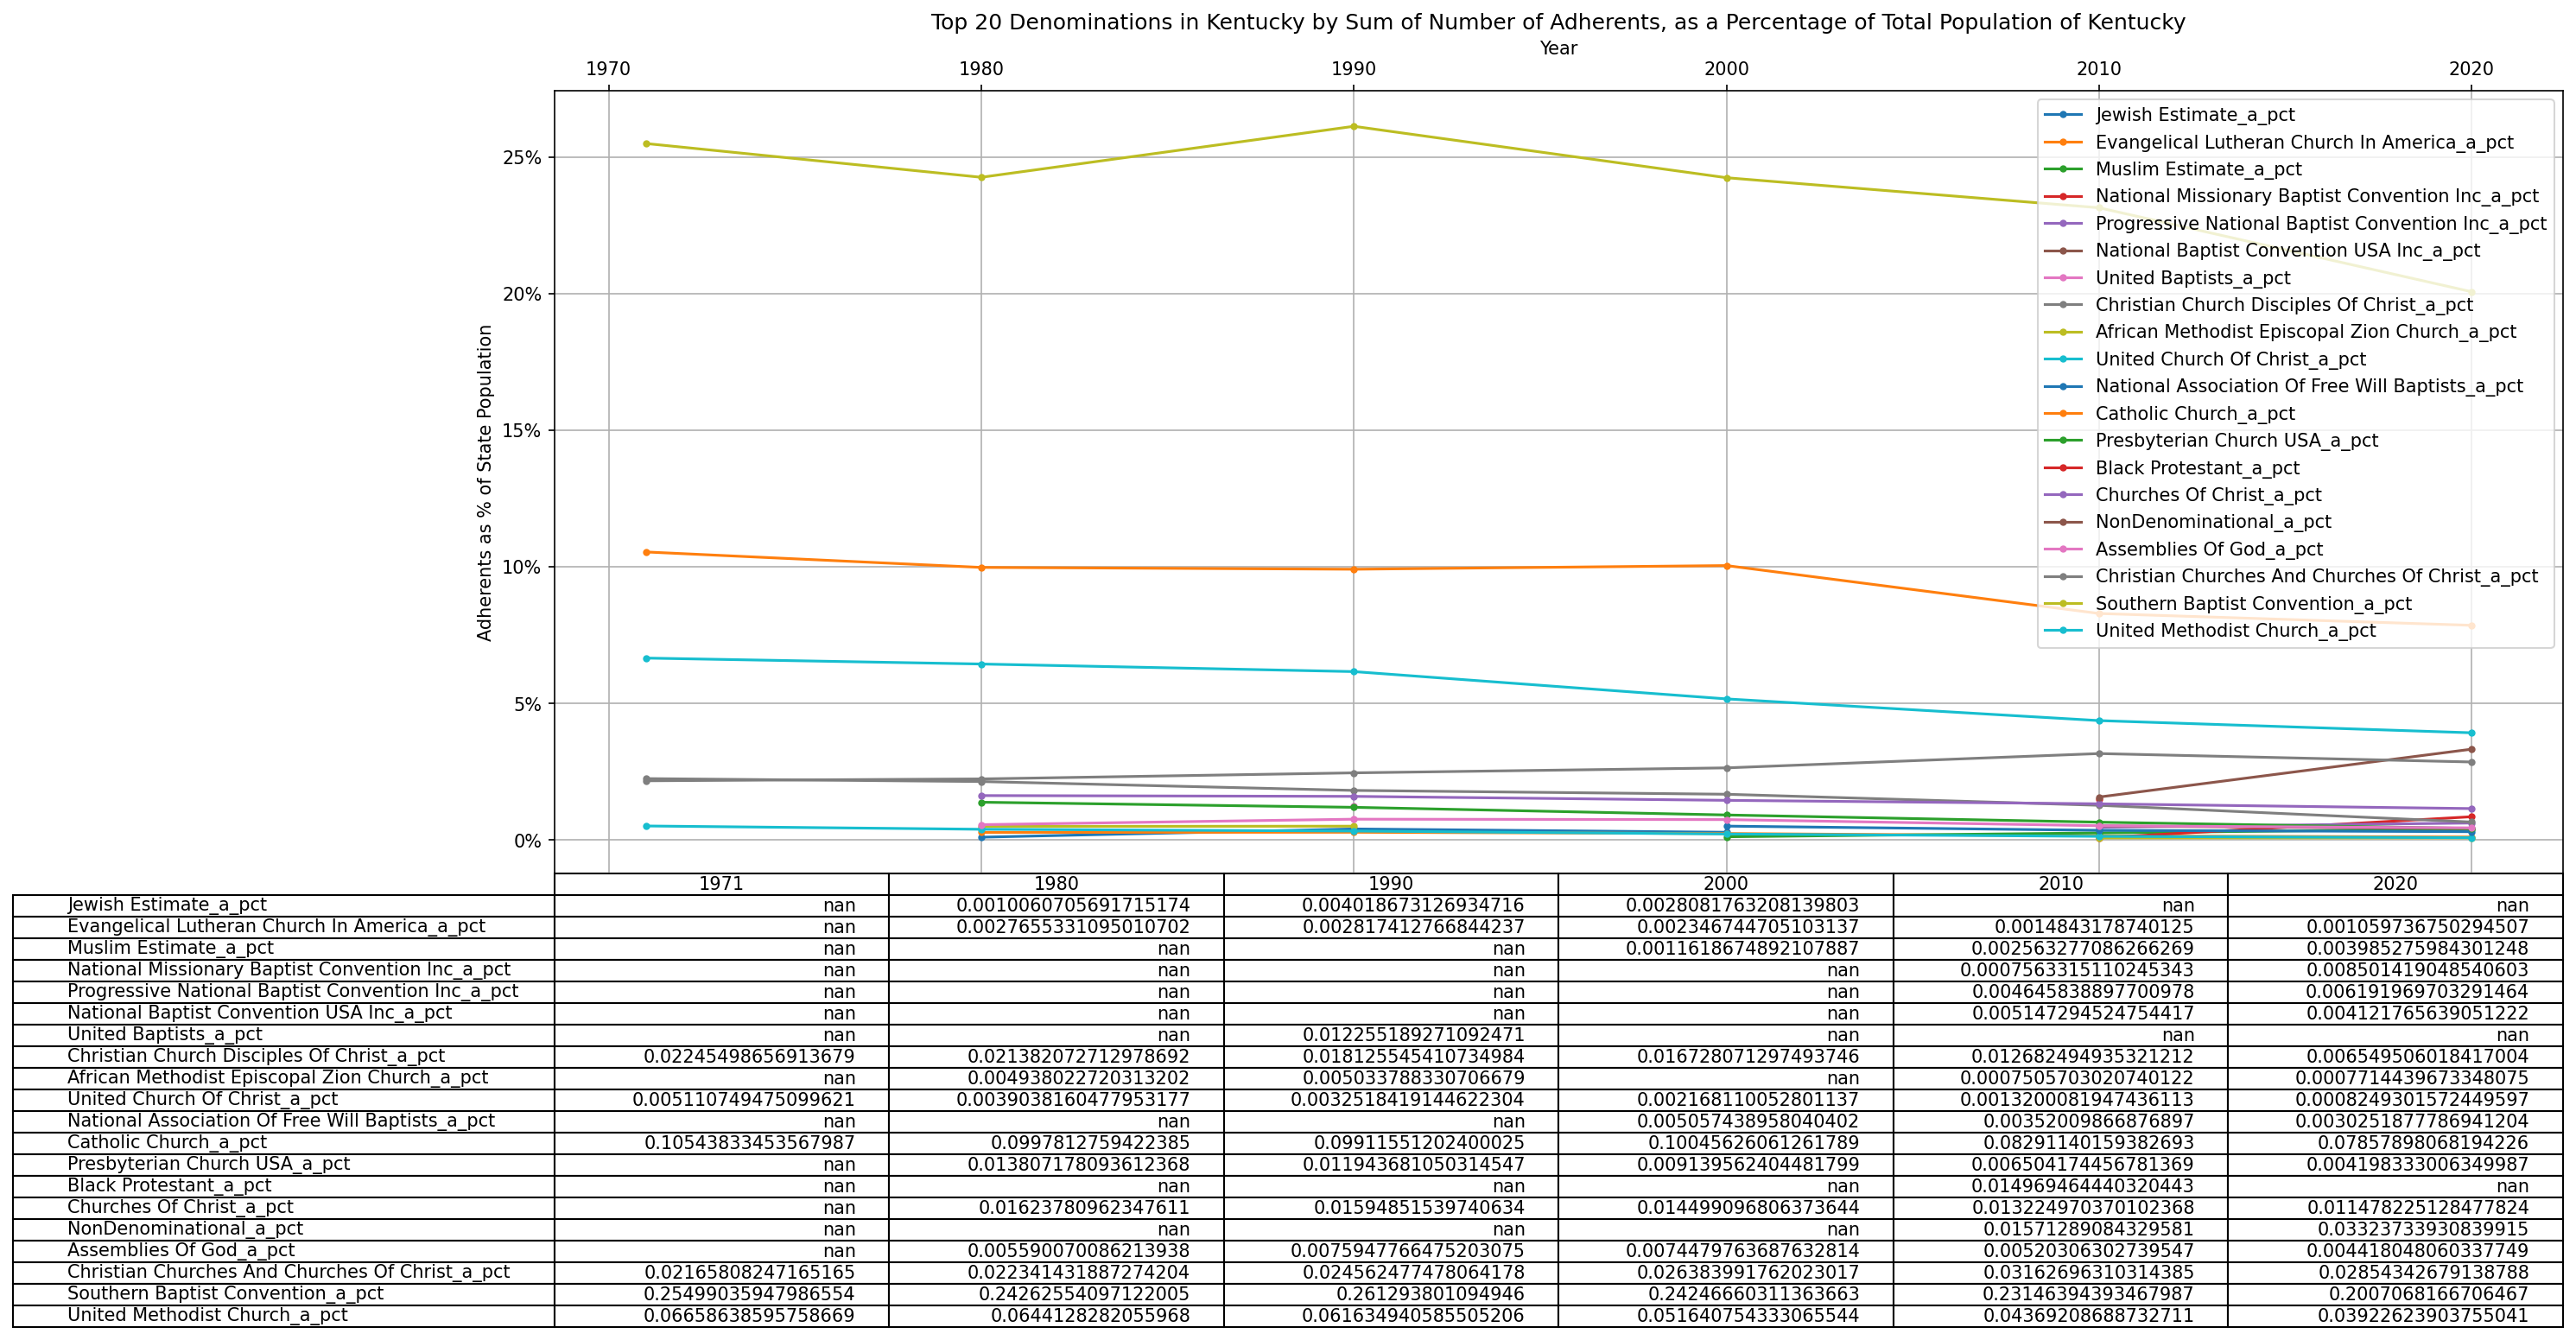 Top 20 Denominations in Kentucky by Sum of Number of Adherents, as a Percentage of Total Population of Kentucky
Year
1970 1980 1990 2000 2010 2020
25%
20%
15%
10%
5%
0%
Adherents as % of State Population
Jewish Estimate_a_pct
Evangelical Lutheran Church In America_a_pct
Muslim Estimate_a_pct
National Missionary Baptist Convention Inc_a_pct
Progressive National Baptist Convention Inc_a_pct
National Baptist Convention USA Inc_a_pct
United Baptists_a_pct
Christian Church Disciples Of Christ_a_pct
African Methodist Episcopal Zion Church_a_pct
United Church Of Christ_a_pct
National Association Of Free Will Baptists_a_pct
Catholic Church_a_pct
Presbyterian Church USA_a_pct
Black Protestant_a_pct
Churches Of Christ_a_pct
NonDenominational_a_pct
Assemblies Of God_a_pct
Christian Churches And Churches Of Christ_a_pct
Southern Baptist Convention_a_pct
United Methodist Church_a_pct
1971 1980 1990 2000 2010 2020
Jewish Estimate_a_pct nan 0.0010060705691715174 0.004018673126934716 0.0028081763208139803 nan nan
Evangelical Lutheran Church In America_a_pct nan 0.0027655331095010702 0.002817412766844237 0.002346744705103137 0.0014843178740125 0.001059736750294507
Muslim Estimate_a_pct nan nan nan 0.0011618674892107887 0.002563277086266269 0.003985275984301248
National Missionary Baptist Convention Inc_a_pct nan nan nan nan 0.0007563315110245343 0.008501419048540603
Progressive National Baptist Convention Inc_a_pct nan nan nan nan 0.004645838897700978 0.006191969703291464
National Baptist Convention USA Inc_a_pct nan nan nan nan 0.005147294524754417 0.004121765639051222
United Baptists_a_pct nan nan 0.012255189271092471 nan nan nan
Christian Church Disciples Of Christ_a_pct 0.02245498656913679 0.021382072712978692 0.018125545410734984 0.016728071297493746 0.012682494935321212 0.006549506018417004
African Methodist Episcopal Zion Church_a_pct nan 0.004938022720313202 0.005033788330706679 nan 0.0007505703020740122 0.0007714439673348075
United Church Of Christ_a_pct 0.005110749475099621 0.0039038160477953177 0.0032518419144622304 0.002168110052801137 0.0013200081947436113 0.0008249301572449597
National Association Of Free Will Baptists_a_pct nan nan nan 0.005057438958040402 0.00352009866876897 0.0030251877786941204
Catholic Church_a_pct 0.10543833453567987 0.0997812759422385 0.09911551202400025 0.10045626061261789 0.08291140159382693 0.07857898068194226
Presbyterian Church USA_a_pct nan 0.013807178093612368 0.011943681050314547 0.009139562404481799 0.006504174456781369 0.004198333006349987
Black Protestant_a_pct nan nan nan nan 0.014969464440320443 nan
Churches Of Christ_a_pct nan 0.01623780962347611 0.01594851539740634 0.014499096806373644 0.013224970370102368 0.011478225128477824
NonDenominational_a_pct nan nan nan nan 0.01571289084329581 0.03323733930839915
Assemblies Of God_a_pct nan 0.005590070086213938 0.0075947766475203075 0.0074479763687632814 0.00520306302739547 0.004418048060337749
Christian Churches And Churches Of Christ_a_pct 0.02165808247165165 0.022341431887274204 0.024562477478064178 0.026383991762023017 0.03162696310314385 0.02854342679138788
Southern Baptist Convention_a_pct 0.25499035947986554 0.24262554097122005 0.261293801094946 0.24246660311363663 0.23146394393467987 0.2007068166706467
United Methodist Church_a_pct 0.06658638595758669 0.0644128282055968 0.061634940585505206 0.051640754333065544 0.04369208688732711 0.03922623903755041